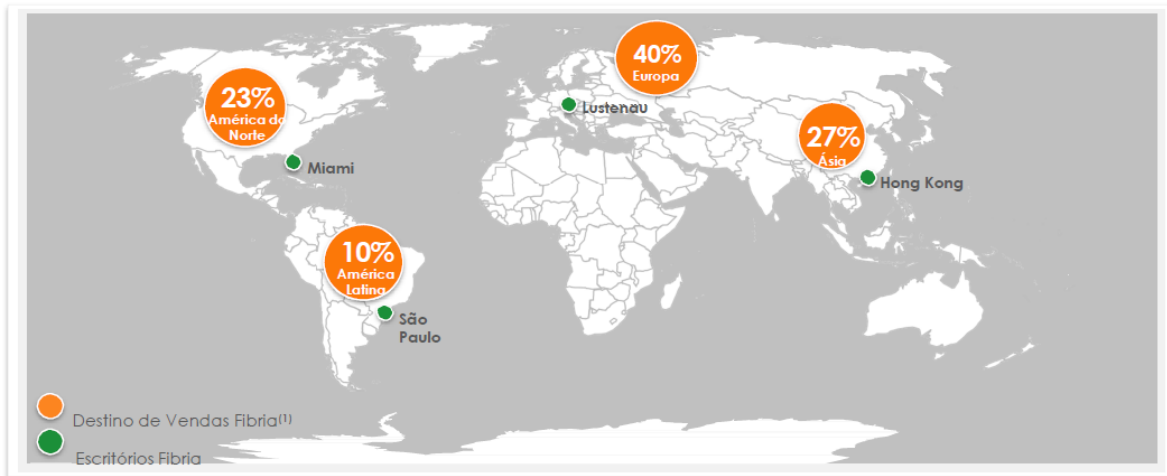 40%
Europa
23%
América do
Norte
Lustenau
27%
Ásia
Miami
Hong Kong
10%
América
Latina
São
Paulo
Destino de Vendas Fibria(1)
Escritórios Fibria